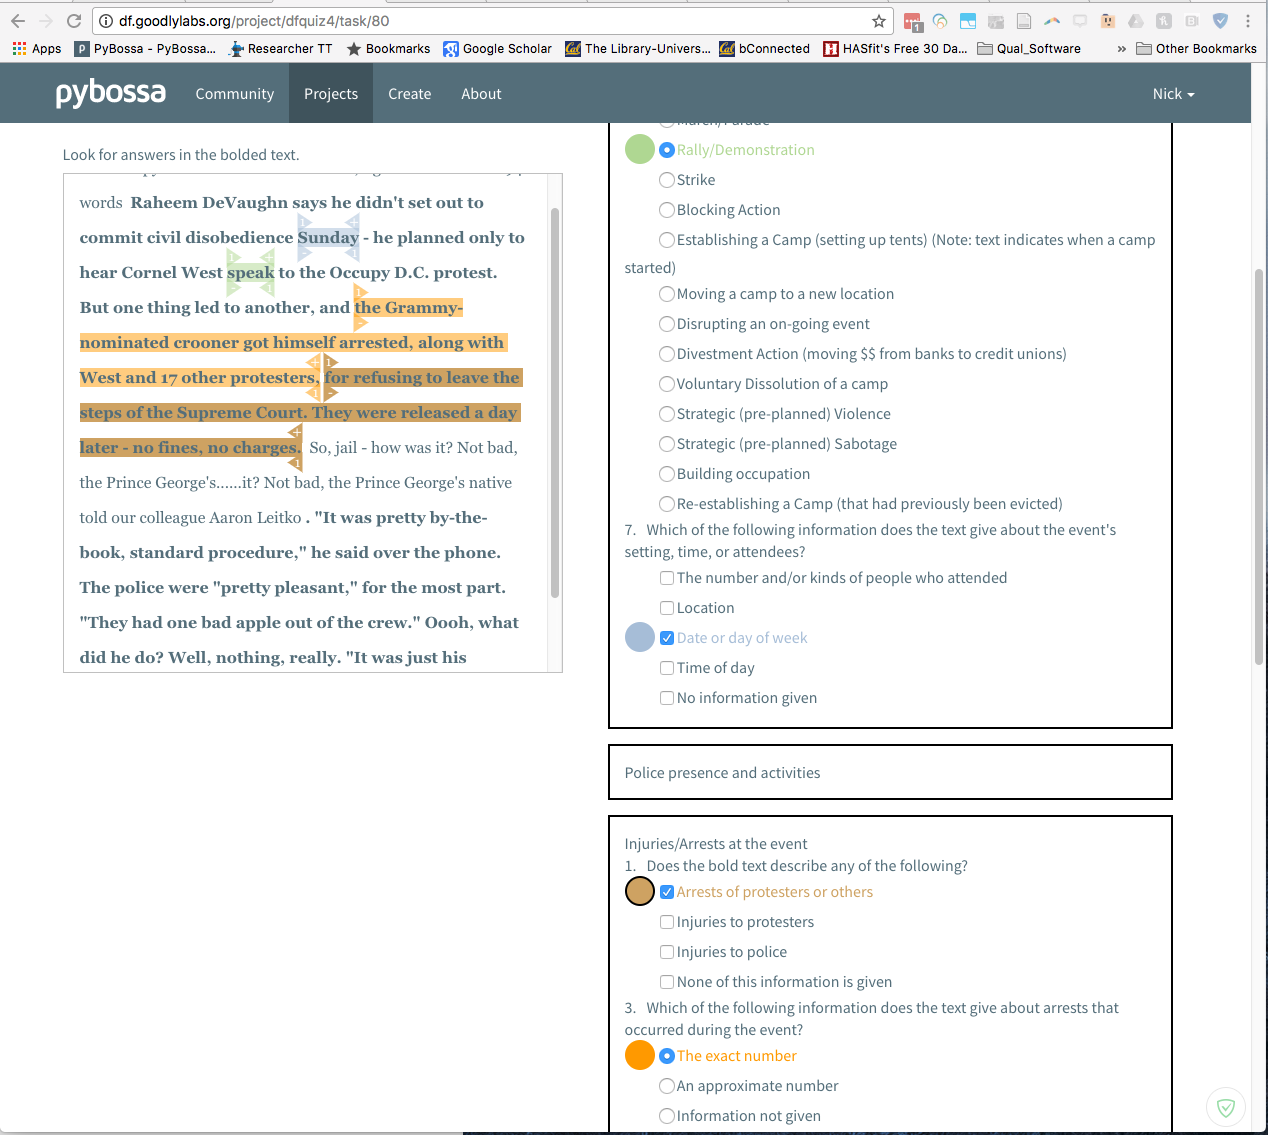 df.goodlylabs.org/project/dfquiz4/task/80
1
Apps
PyBossa - PyBossa...
Researcher TT
Bookmarks
Google Scholar
The Library-Univers...
bConnected
HASfit's Free 30 Da...
Qual_Software
»
Other Bookmarks
pybossa
Community
Projects
Create
About
Nick
Look for answers in the bolded text.
words Raheem DeVaughn says he didn't set out to
commit civil disobedience Sunday - he planned only to
hear Cornel West speak to the Occupy D.C. protest.
But one thing led to another, and the Grammy-
nominated crooner got himself arrested, along with
West and 17 other protesters, for refusing to leave the
steps of the Supreme Court. They were released a day
later - no fines, no charges. So, jail - how was it? Not bad,
the Prince George's......it? Not bad, the Prince George's native
told our colleague Aaron Leitko . "It was pretty by-the-
book, standard procedure," he said over the phone.
The police were "pretty pleasant," for the most part.
"They had one bad apple out of the crew." Oooh, what
did he do? Well, nothing, really. "It was just his
March/Parade
Rally/Demonstration
Strike
Blocking Action
Establishing a Camp (setting up tents) (Note: text indicates when a camp
started)
Moving a camp to a new location
Disrupting an on-going event
Divestment Action (moving $$ from banks to credit unions)
Voluntary Dissolution of a camp
Strategic (pre-planned) Violence
Strategic (pre-planned) Sabotage
Building occupation
Re-establishing a Camp (that had previously been evicted)
7. Which of the following information does the text give about the event's
setting, time, or attendees?
The number and/or kinds of people who attended
Location
Date or day of week
Time of day
No information given
Police presence and activities
Injuries/Arrests at the event
1. Does the bold text describe any of the following?
Arrests of protesters or others
Injuries to protesters
Injuries to police
None of this information is given
3. Which of the following information does the text give about arrests that
occurred during the event?
The exact number
An approximate number
Information not given